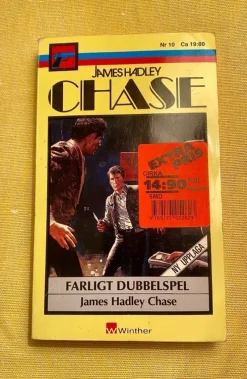 Nr 10 Ca 19:80
JAMES HADLEY
CHASE
EXTRA
PRIS
CIRKA
14:90
NY UPPLAGA
FARLIGT DUBBELSPEL
James Hadley Chase
Winther